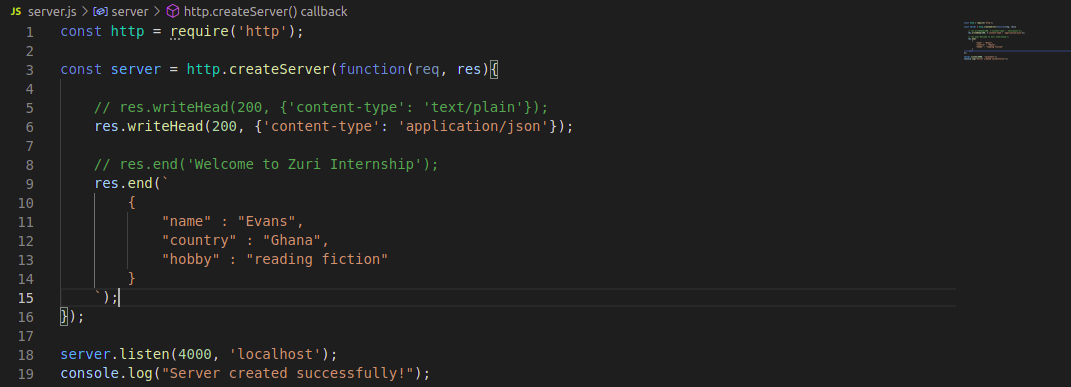 JS server.js > server > http.createServer() callback
1 const http = require('http');
2
3 const server = http.createServer(function(req, res){
4
5 // res.writeHead(200, {'content-type': 'text/plain'});
6 res.writeHead(200, {'content-type': 'application/json'});
7
8 // res.end('Welcome to Zuri Internship');
9 res.end(`
10 {
11 "name" : "Evans",
12 "country" : "Ghana",
13 "hobby" : "reading fiction"
14 }
15 `);
16 });
17
18 server.listen(4000, 'localhost');
19 console.log("Server created successfully!");